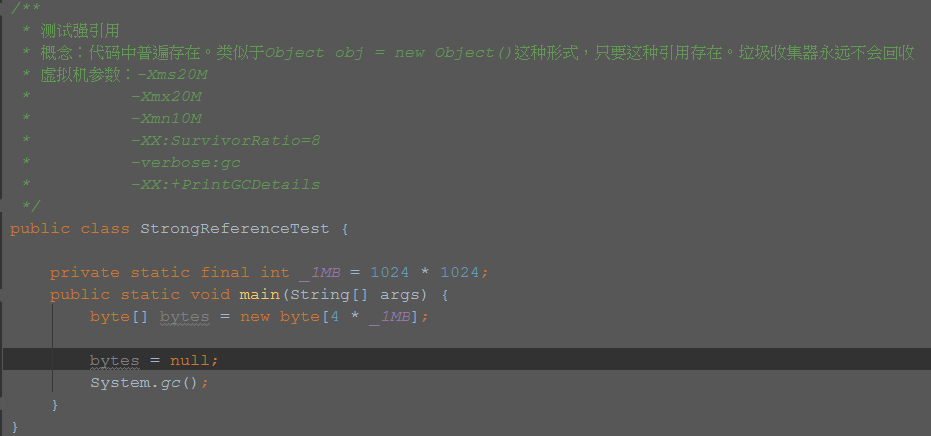 /**
 * 测试强引用
 * 概念：代码中普遍存在。类似于Object obj = new Object()这种形式，只要这种引用存在。垃圾收集器永远不会回收
 * 虚拟机参数：-Xms20M
 *          -Xmx20M
 *          -Xmn10M
 *          -XX:SurvivorRatio=8
 *          -verbose:gc
 *          -XX:+PrintGCDetails
 */
public class StrongReferenceTest {
    private static final int _1MB = 1024 * 1024;
    public static void main(String[] args) {
        byte[] bytes = new byte[4 * _1MB];
        bytes = null;
        System.gc();
    }
}